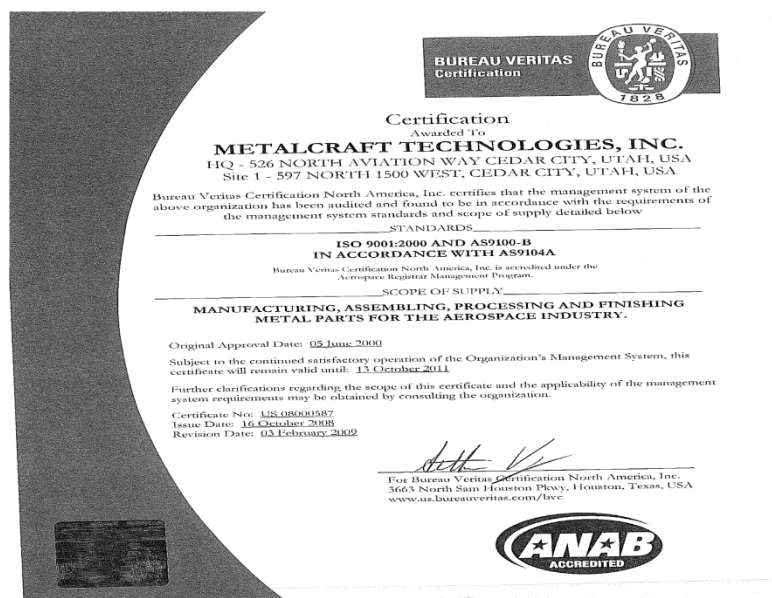 BUREAU VERITAS
Certification
BUREAU VERITAS
1828
Certification
Awarded To
METALCRAFT TECHNOLOGIES, INC.
HQ - 526 NORTH AVIATION WAY CEDAR CITY, UTAH, USA
Site 1 - 597 NORTH 1500 WEST, CEDAR CITY, UTAH, USA
Bureau Veritas Certification North America, Inc. certifies that the management system of the
above organization has been audited and found to be in accordance with the requirements of
the management system standards and scope of supply detailed below
STANDARDS
ISO 9001:2000 AND AS9100-B
IN ACCORDANCE WITH AS9104A
Bureau Veritas Certification North America, Inc. is accredited under the
Aerospace Registrar Management Program.
SCOPE OF SUPPLY
MANUFACTURING, ASSEMBLING, PROCESSING AND FINISHING
METAL PARTS FOR THE AEROSPACE INDUSTRY.
Original Approval Date: 05 June 2000
Subject to the continued satisfactory operation of the Organization's Management System, this
certificate will remain valid until: 13 October 2011
Further clarifications regarding the scope of this certificate and the applicability of the management
system requirements may be obtained by consulting the organization.
Certificate No: US 08000587
Issue Date: 16 October 2008
Revision Date: 03 February 2009
For Bureau Veritas Certification North America, Inc.
3663 North Sam Houston Pkwy, Houston, Texas, USA
www.us.bureauveritas.com/bvc
ANAB
ACCREDITED